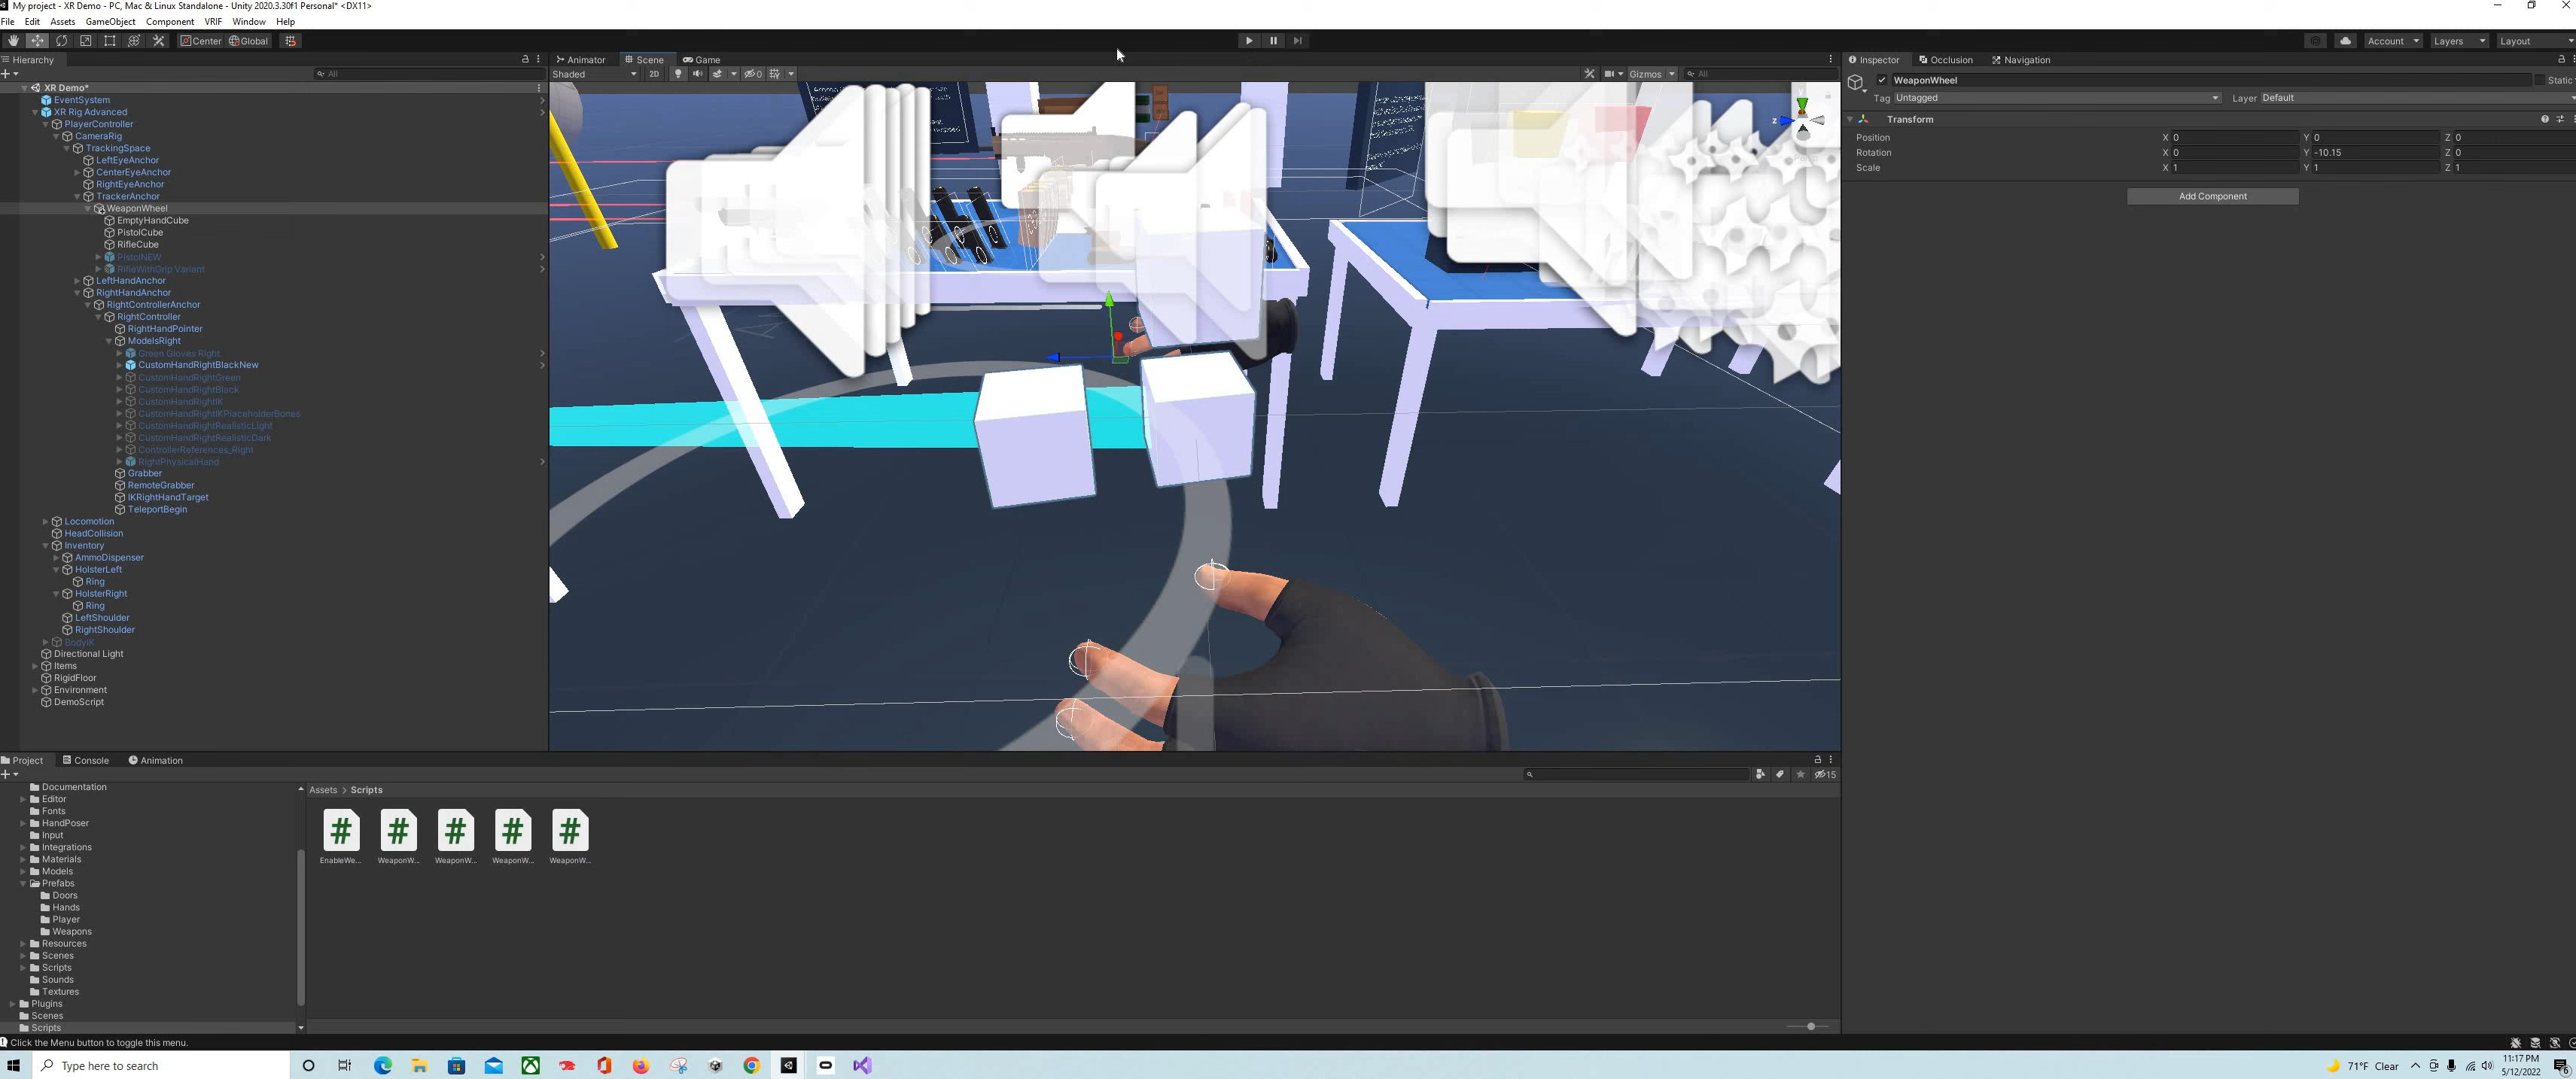 My project - XR Demo - PC, Mac & Linux Standalone - Unity 2020.3.30f1 Personal* <DX11>
File Edit Assets GameObject Component VRIF Window Help
Center Global
Account Layers Layout
Hierarchy
All
XR Demo*
EventSystem
XR Rig Advanced
PlayerController
CameraRig
TrackingSpace
LeftEyeAnchor
CenterEyeAnchor
RightEyeAnchor
TrackerAnchor
WeaponWheel
EmptyHandCube
PistolCube
RifleCube
PistolNEW
RifleWithGrip Variant
LeftHandAnchor
RightHandAnchor
RightControllerAnchor
RightController
RightHandPointer
ModelsRight
Green Gloves Right
CustomHandRightBlackNew
CustomHandRightGreen
CustomHandRightBlack
CustomHandRightIK
CustomHandRightIKPlaceholderBones
CustomHandRightRealisticLight
CustomHandRightRealisticDark
ControllerReferences_Right
RightPhysicalHand
Grabber
RemoteGrabber
IKRightHandTarget
TeleportBegin
Locomotion
HeadCollision
Inventory
AmmoDispenser
HolsterLeft
Ring
HolsterRight
Ring
LeftShoulder
RightShoulder
BodyIK
Directional Light
Items
RigidFloor
Environment
DemoScript
Animator Scene Game
Shaded 2D 0 Gizmos All
y
z
Inspector Occlusion Navigation
WeaponWheel Static
Tag Untagged Layer Default
Transform
Position X 0 Y 0 Z 0
Rotation X 0 Y -10.15 Z 0
Scale X 1 Y 1 Z 1
Add Component
Project Console Animation
15
Documentation
Editor
Fonts
HandPoser
Input
Integrations
Materials
Models
Prefabs
Doors
Hands
Player
Weapons
Resources
Scenes
Scripts
Sounds
Textures
Plugins
Scenes
Scripts
Assets > Scripts
EnableWe... WeaponW... WeaponW... WeaponW... WeaponW...
Click the Menu button to toggle this menu.
Type here to search
71°F Clear
11:17 PM
5/12/2022
6